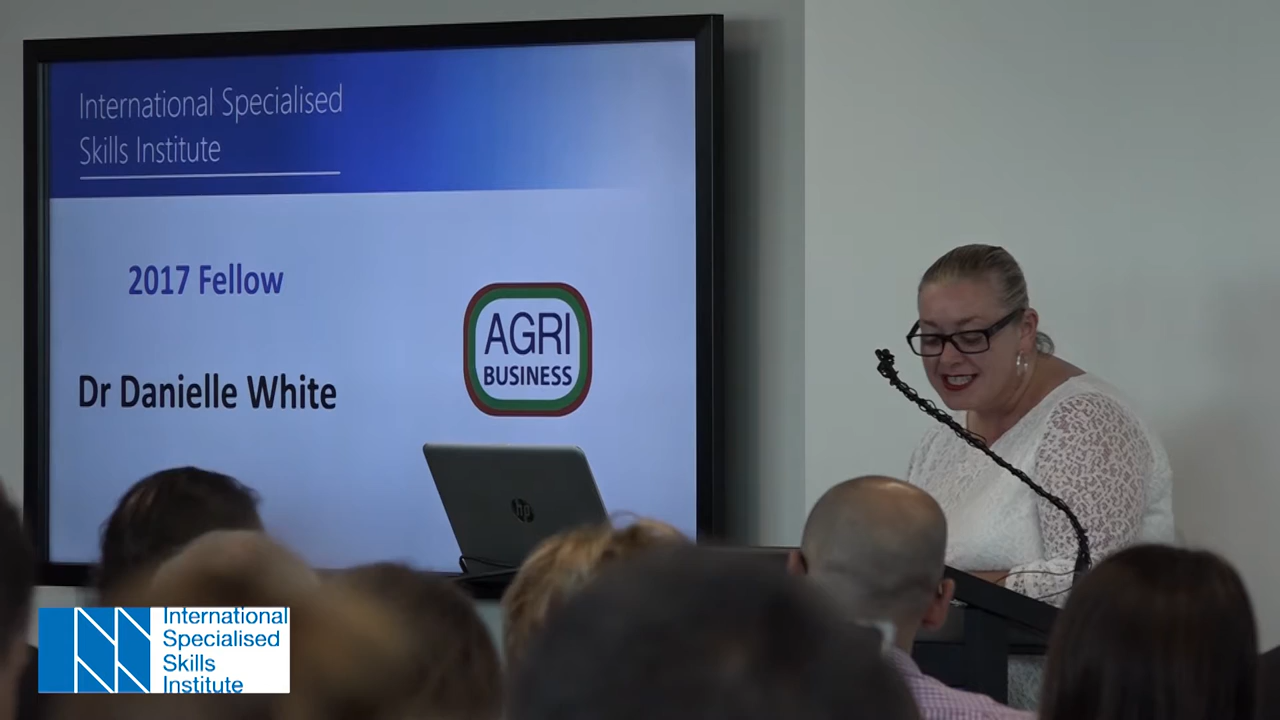 International Specialised
Skills Institute
2017 Fellow
Dr Danielle White
AGRI
BUSINESS
hp
International
Specialised
Skills
Institute